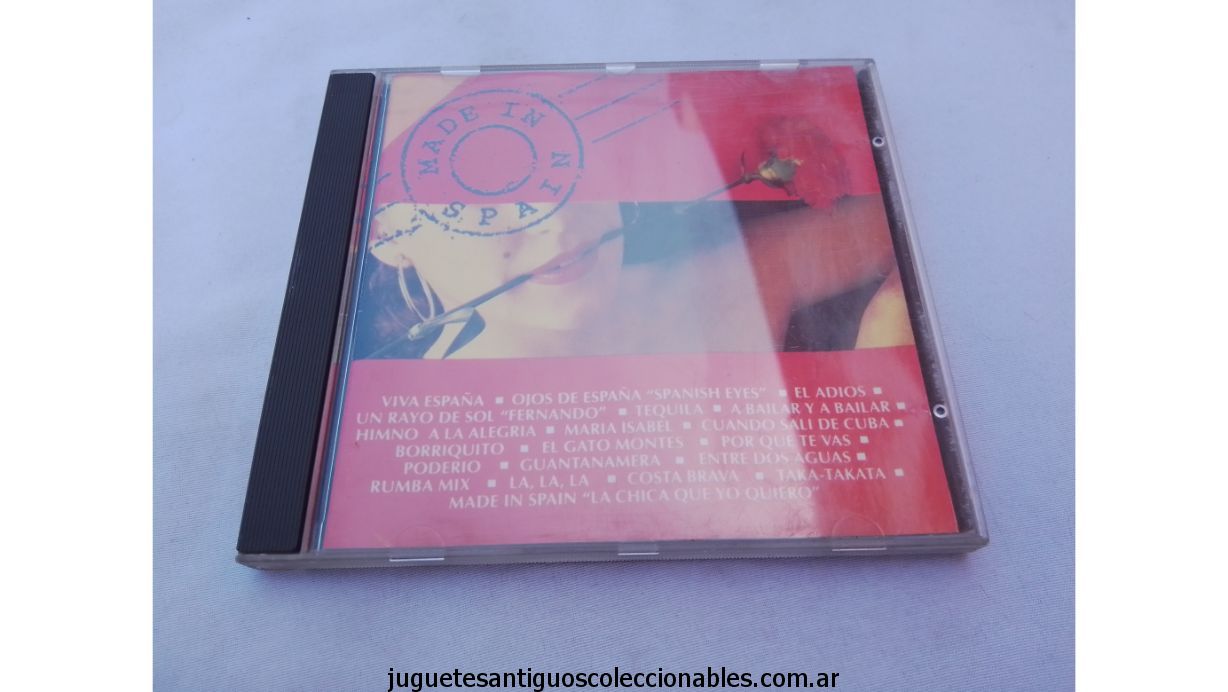 MADE IN
SPAIN
VIVA ESPAÑA ▪ OJOS DE ESPAÑA "SPANISH EYES" ▪ EL ADIOS ▪
UN RAYO DE SOL "FERNANDO" ▪ TEQUILA ▪ A BAILAR Y A BAILAR ▪
HIMNO A LA ALEGRIA ▪ MARIA ISABEL ▪ CUANDO SALI DE CUBA ▪
BORRIQUITO ▪ EL GATO MONTES ▪ POR QUE TE VAS ▪
PODERIO ▪ GUANTANAMERA ▪ ENTRE DOS AGUAS ▪
RUMBA MIX ▪ LA, LA, LA ▪ COSTA BRAVA ▪ TAKA-TAKATA ▪
MADE IN SPAIN "LA CHICA QUE YO QUIERO"
juguetesantiguoscoleccionables.com.ar